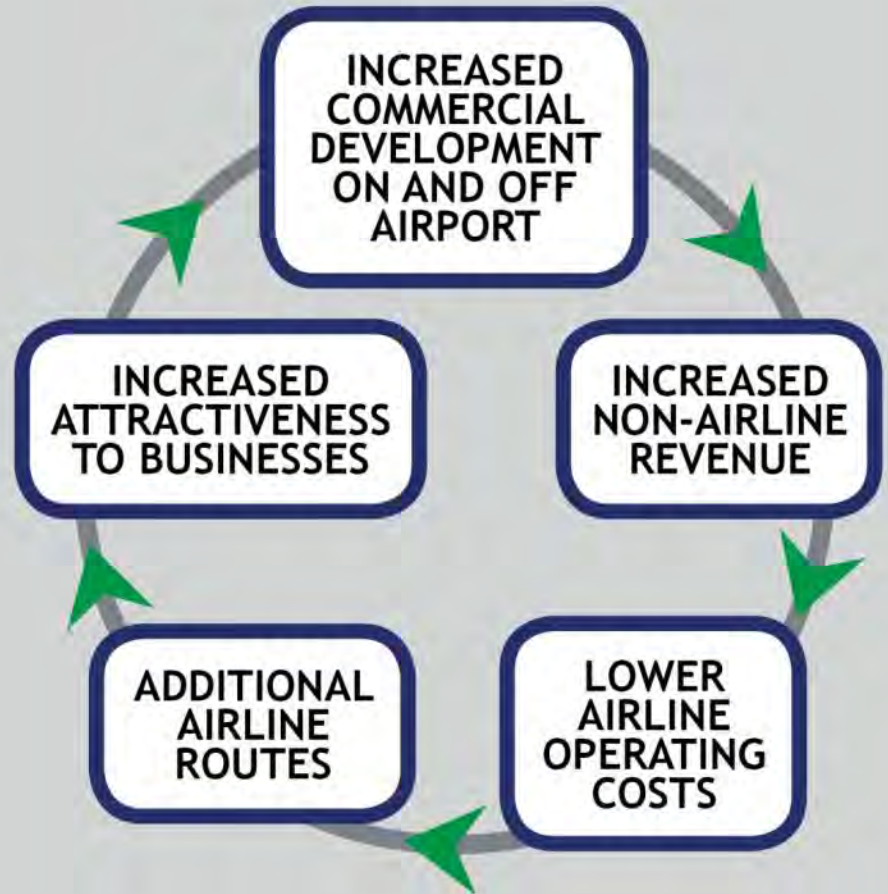 INCREASED
COMMERCIAL
DEVELOPMENT
ON AND OFF
AIRPORT
INCREASED
NON-AIRLINE
REVENUE
LOWER
AIRLINE
OPERATING
COSTS
ADDITIONAL
AIRLINE
ROUTES
INCREASED
ATTRACTIVENESS
TO BUSINESSES